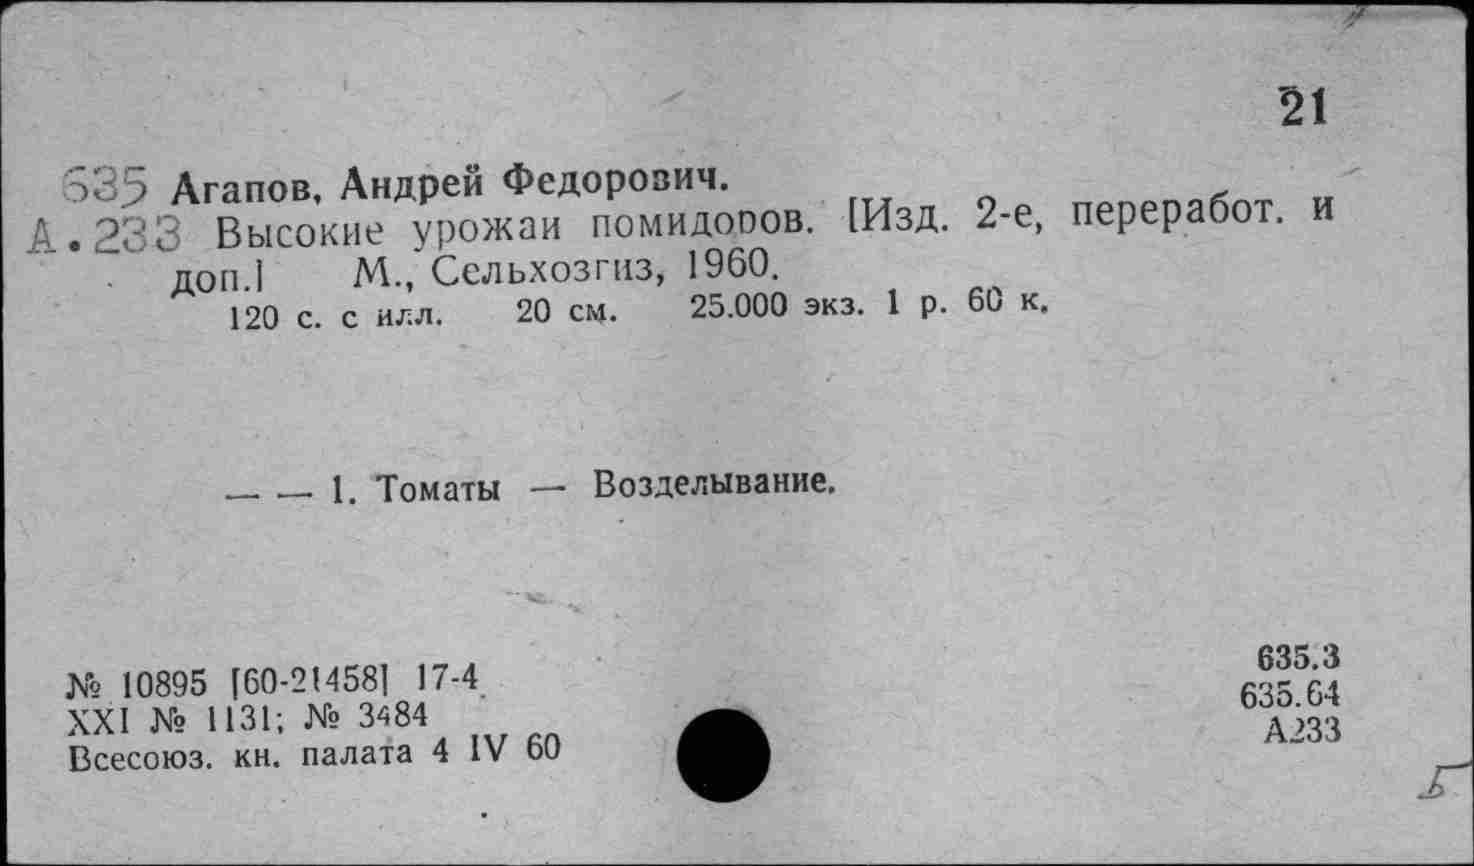 21
635 Агапов, Андрей Федорович.
А.233 Высокие урожаи помидоров. [Изд. 2-е, переработ. и
доп.] М., Сельхозгиз, 1960.
120 с. с илл. 20 см. 25.000 экз. 1 р. 60 к.
— — 1. Томаты — Возделывание.
№ 10895 [60-21458] 17-4
XXI № 1131; № 3484
Всесоюз. кн. палата 4 IV 60
635.3
635.64
А233